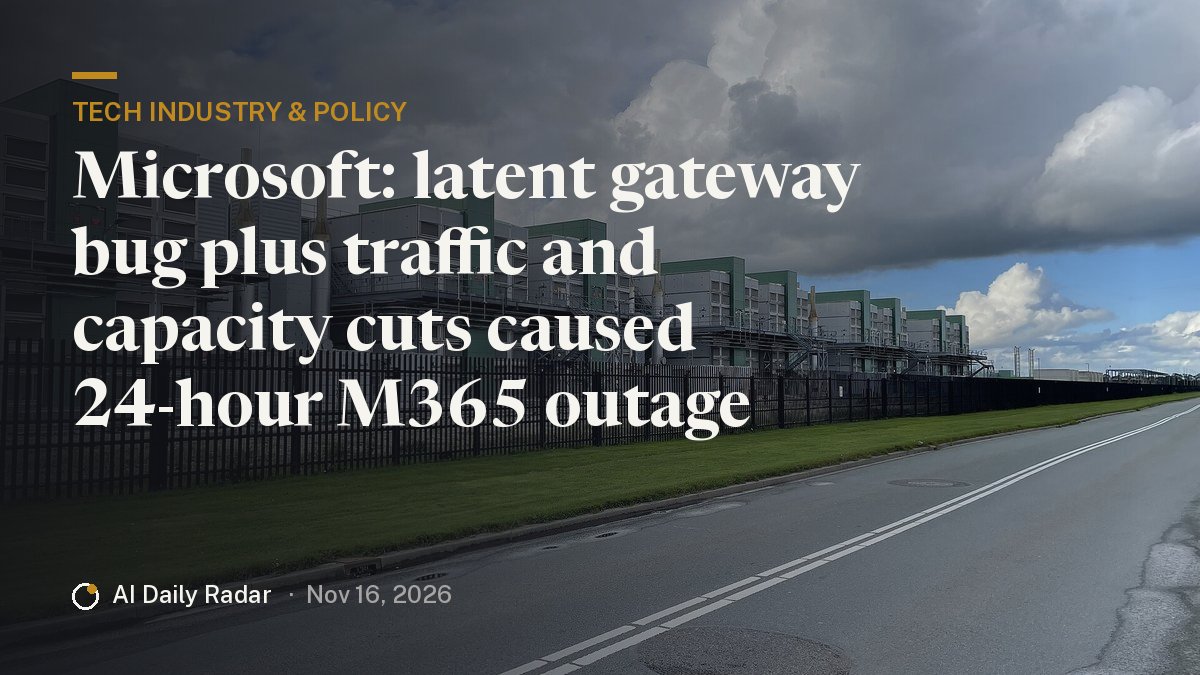 TECH INDUSTRY & POLICY
Microsoft: latent gateway
bug plus traffic and
capacity cuts caused
24-hour M365 outage
AI Daily Radar · Nov 16, 2026